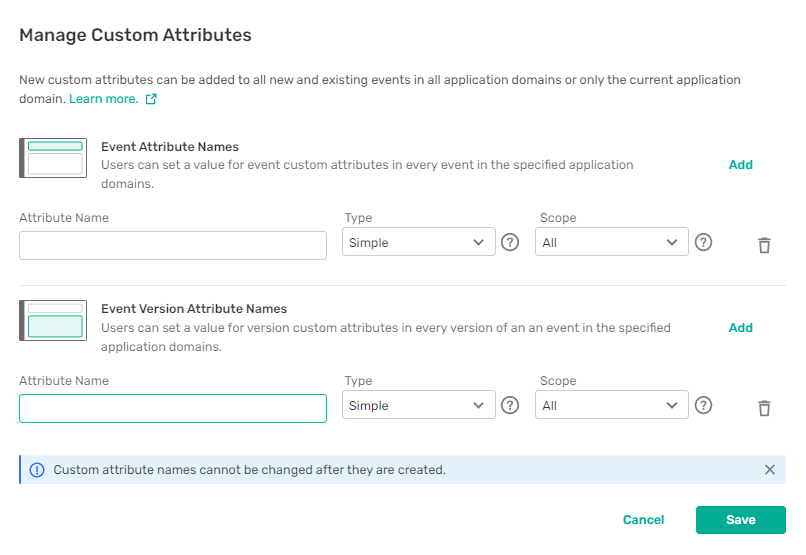 Manage Custom Attributes
New custom attributes can be added to all new and existing events in all application domains or only the current application
domain. Learn more.
Event Attribute Names
Users can set a value for event custom attributes in every event in the specified application
domains.
Add
Attribute Name
Type
Scope
Simple
?
All
?
Event Version Attribute Names
Users can set a value for version custom attributes in every version of an an event in the specified
application domains.
Add
Attribute Name
Type
Scope
Simple
?
All
?
Custom attribute names cannot be changed after they are created.
Cancel
Save